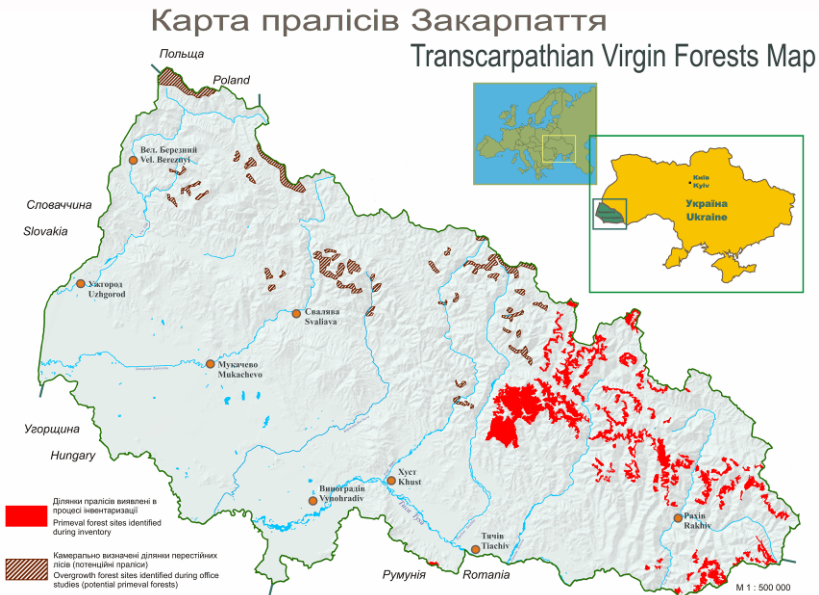 Карта пралісів Закарпаття
Transcarpathian Virgin Forests Map
Польща
Poland
Вел. Березний
Vel. Bereznyi
Київ
Kyiv
Україна
Ukraine
Словаччина
Slovakia
Ужгород
Uzhgorod
Свалява
Svaliava
Мукачево
Mukachevo
Угорщина
Hungary
Хуст
Khust
Виноградів
Vynohradiv
Рахів
Rakhiv
Тячів
Tiachiv
Румунія
Romania
Ділянки пралісів виявлені в
процесі інвентаризації
Primeval forest sites identified
during inventory
Камерально визначені ділянки перестійних
лісів (потенційні праліси)
Overgrowth forest sites identified during office
studies (potential primeval forests)
М 1 : 500 000